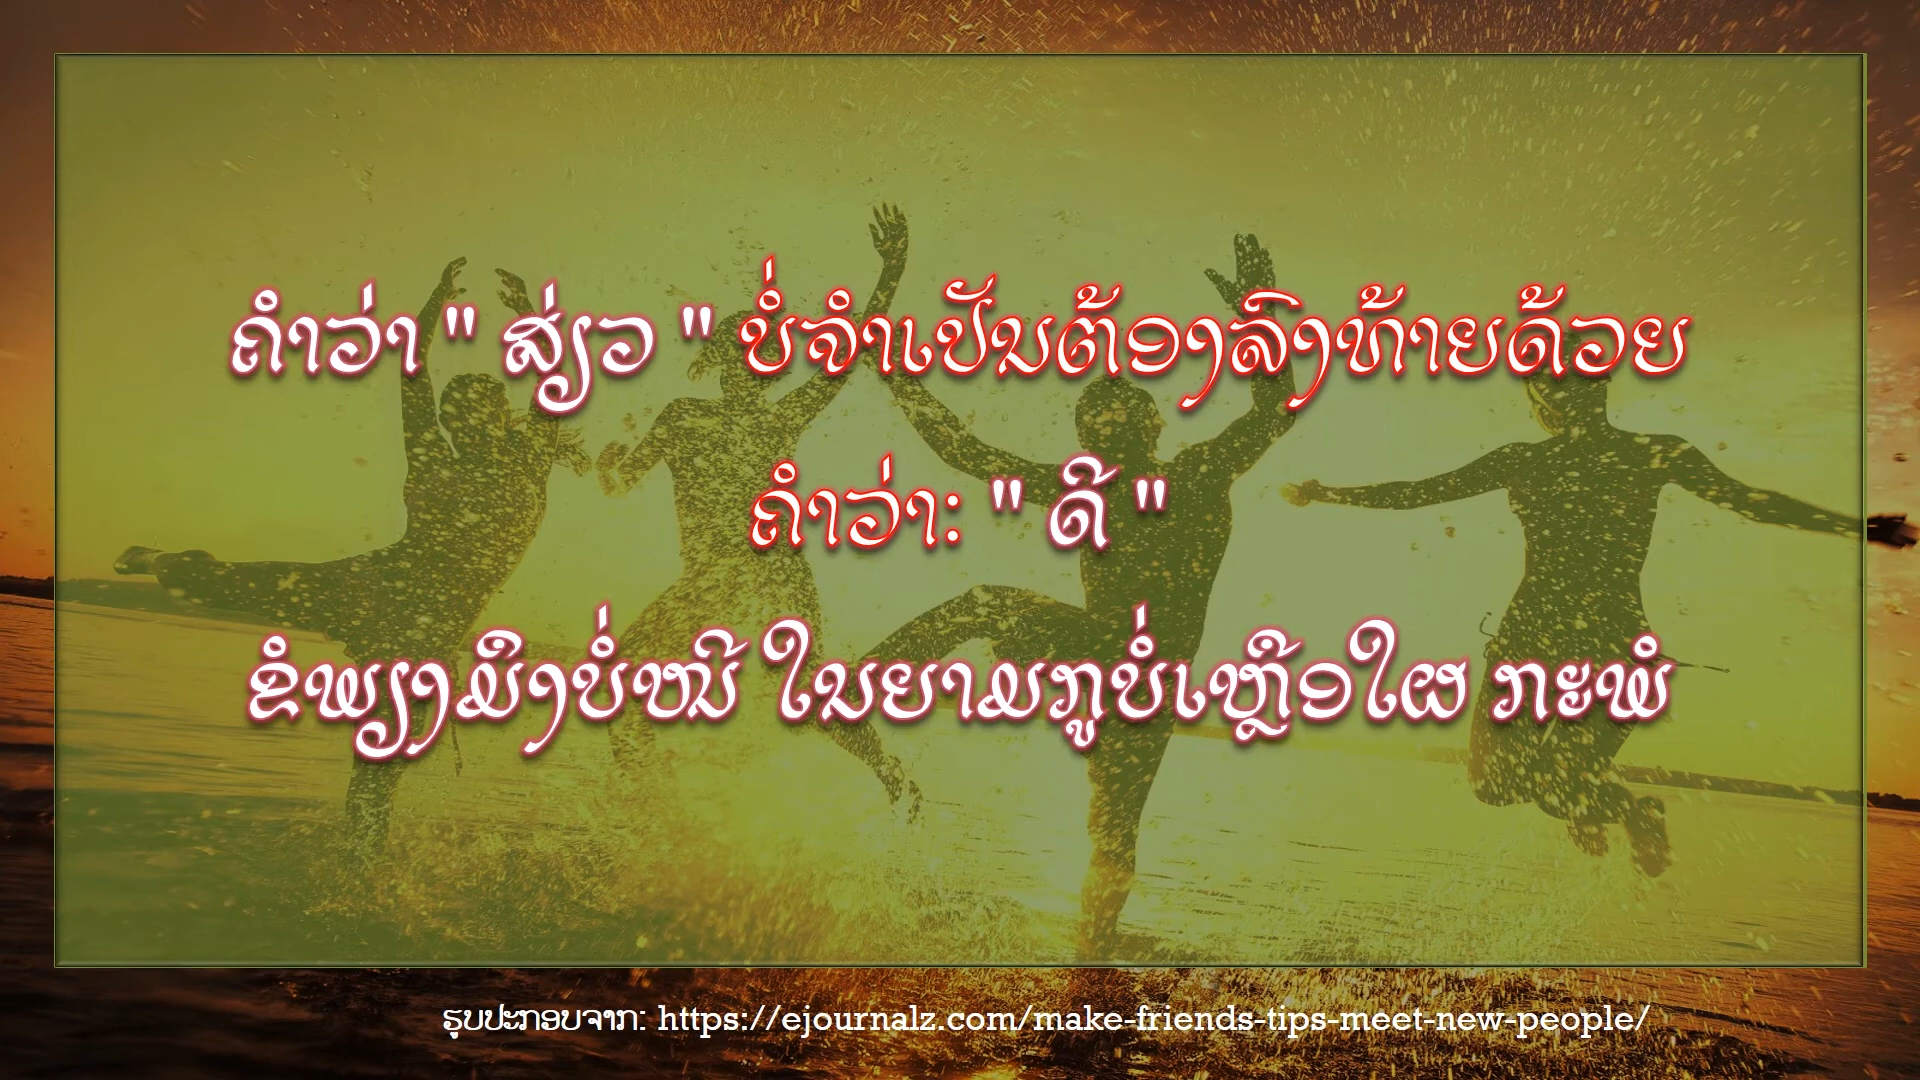 ຄຳວ່າ " ສ່ຽວ " ບໍ່ຈຳເປັນຕ້ອງລົງທ້າຍດ້ວຍ
ຄຳວ່າ: " ດີ "
ຂໍພຽງມຶງບໍ່ໜີ ໃນຍາມກູບໍ່ເຫຼືອໃຜ ກະພໍ
ຮູບປະກອບຈາກ: https://ejournalz.com/make-friends-tips-meet-new-people/